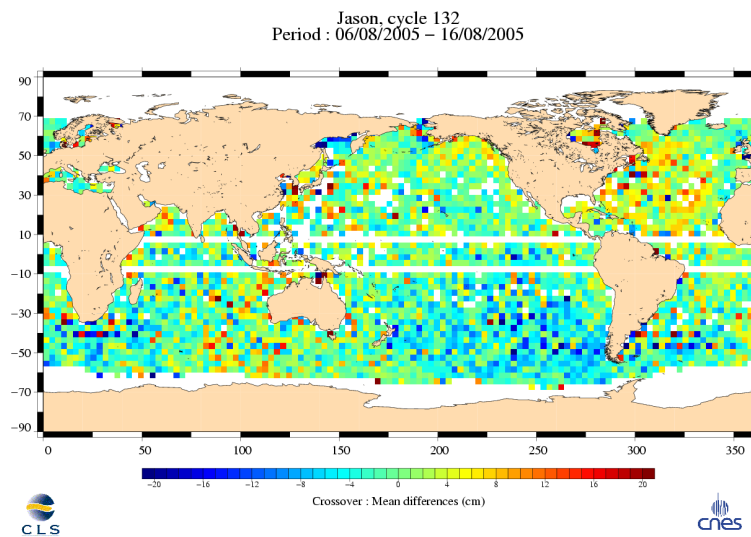 Jason, cycle 132
Period : 06/08/2005 − 16/08/2005
90
70
50
30
10
−10
−30
−50
−70
−90
0 50 100 150 200 250 300 350
−20 −16 −12 −8 −4 0 4 8 12 16 20
Crossover : Mean differences (cm)
CLS
cnes